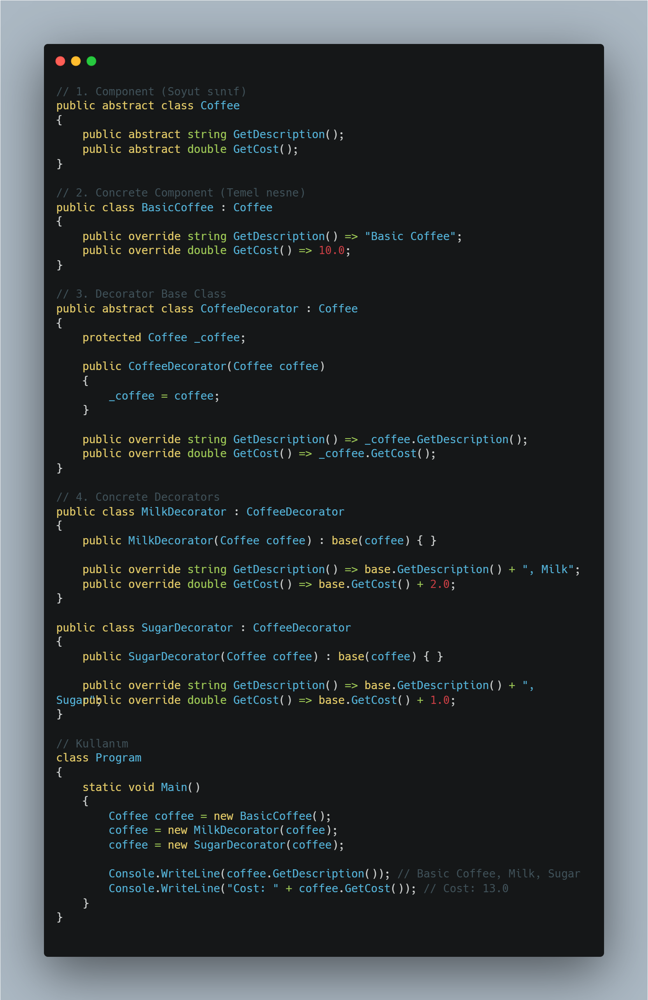 // 1. Component (Soyut sınıf)
public abstract class Coffee
{
    public abstract string GetDescription();
    public abstract double GetCost();
}

// 2. Concrete Component (Temel nesne)
public class BasicCoffee : Coffee
{
    public override string GetDescription() => "Basic Coffee";
    public override double GetCost() => 10.0;
}

// 3. Decorator Base Class
public abstract class CoffeeDecorator : Coffee
{
    protected Coffee _coffee;

    public CoffeeDecorator(Coffee coffee)
    {
        _coffee = coffee;
    }

    public override string GetDescription() => _coffee.GetDescription();
    public override double GetCost() => _coffee.GetCost();
}

// 4. Concrete Decorators
public class MilkDecorator : CoffeeDecorator
{
    public MilkDecorator(Coffee coffee) : base(coffee) { }

    public override string GetDescription() => base.GetDescription() + ", Milk";
    public override double GetCost() => base.GetCost() + 2.0;
}

public class SugarDecorator : CoffeeDecorator
{
    public SugarDecorator(Coffee coffee) : base(coffee) { }

    public override string GetDescription() => base.GetDescription() + ",
Sugar";
    public override double GetCost() => base.GetCost() + 1.0;
}

// Kullanım
class Program
{
    static void Main()
    {
        Coffee coffee = new BasicCoffee();
        coffee = new MilkDecorator(coffee);
        coffee = new SugarDecorator(coffee);

        Console.WriteLine(coffee.GetDescription()); // Basic Coffee, Milk, Sugar
        Console.WriteLine("Cost: " + coffee.GetCost()); // Cost: 13.0
    }
}